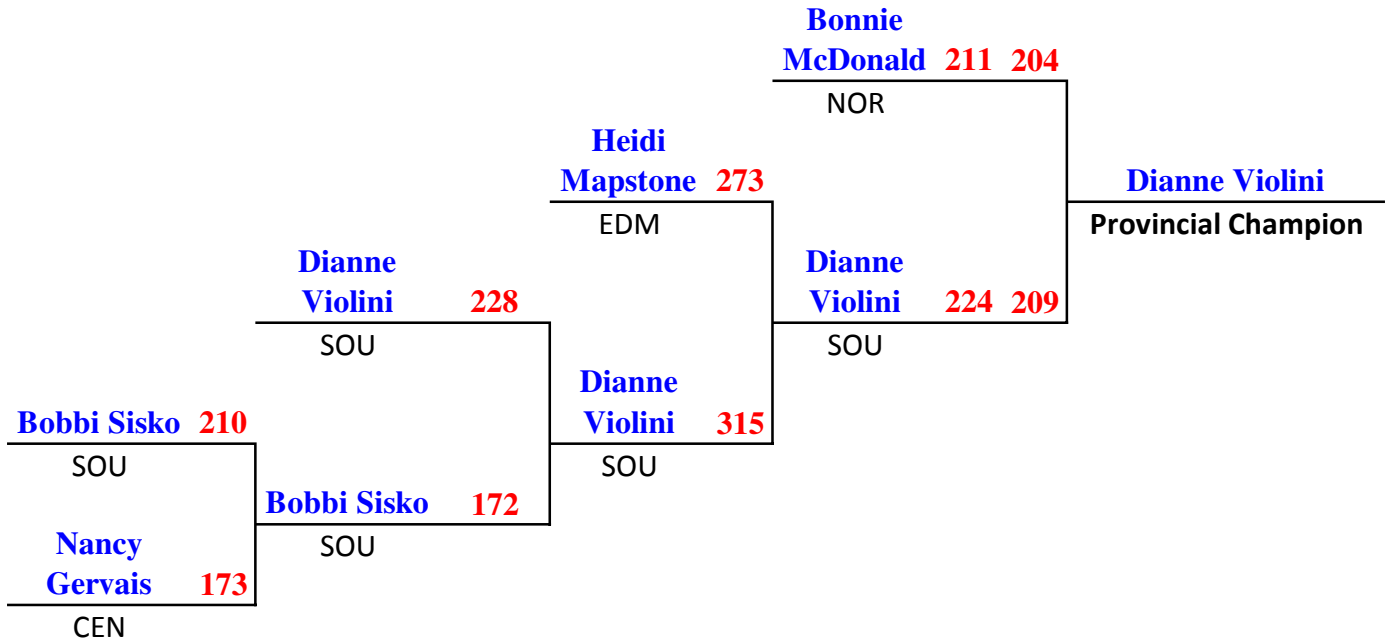 Bonnie
McDonald 211 204
NOR
Heidi
Mapstone 273
EDM
Dianne Violini
Provincial Champion
Dianne
Violini 228
SOU
Dianne
Violini 224 209
SOU
Dianne
Violini 315
SOU
Bobbi Sisko 210
SOU
Bobbi Sisko 172
SOU
Nancy
Gervais 173
CEN